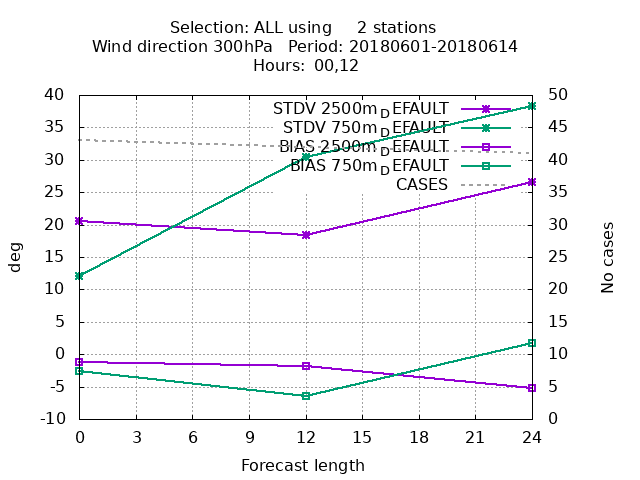 Selection: ALL using     2 stations
Wind direction 300hPa   Period: 20180601-20180614
Hours: 00,12
40
35
30
25
20
15
10
5
0
-5
-10
deg
50
45
40
35
30
25
20
15
10
5
0
No cases
STDV 2500m_DEFAULT
STDV 750m_DEFAULT
BIAS 2500m_DEFAULT
BIAS 750m_DEFAULT
CASES
0 3 6 9 12 15 18 21 24
Forecast length